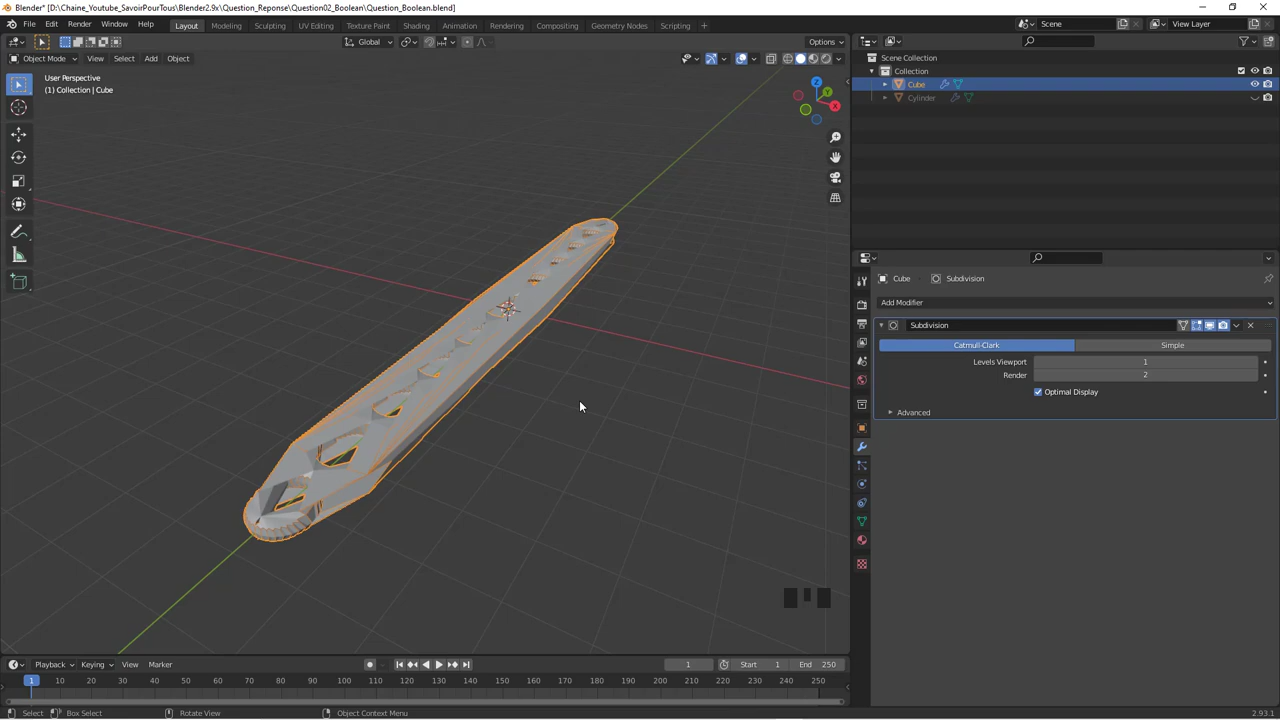 Blender* [D:\Chaine_Youtube_SavoirPourTous\Blender2.9x\Question_Reponse\Question02_Boolean\Question_Boolean.blend]
File Edit Render Window Help Layout Modeling Sculpting UV Editing Texture Paint Shading Animation Rendering Compositing Geometry Nodes Scripting + Scene View Layer
Global Options
Object Mode View Select Add Object
User Perspective
(1) Collection | Cube
Z
Y
X
Scene Collection
Collection
Cube
Cylinder
Cube Subdivision
Add Modifier
Subdivision
Catmull-Clark Simple
Levels Viewport 1
Render 2
Optimal Display
Advanced
Playback Keying View Marker 1 Start 1 End 250
1 10 20 30 40 50 60 70 80 90 100 110 120 130 140 150 160 170 180 190 200 210 220 230 240 250
Select Box Select Rotate View Object Context Menu 2.93.1